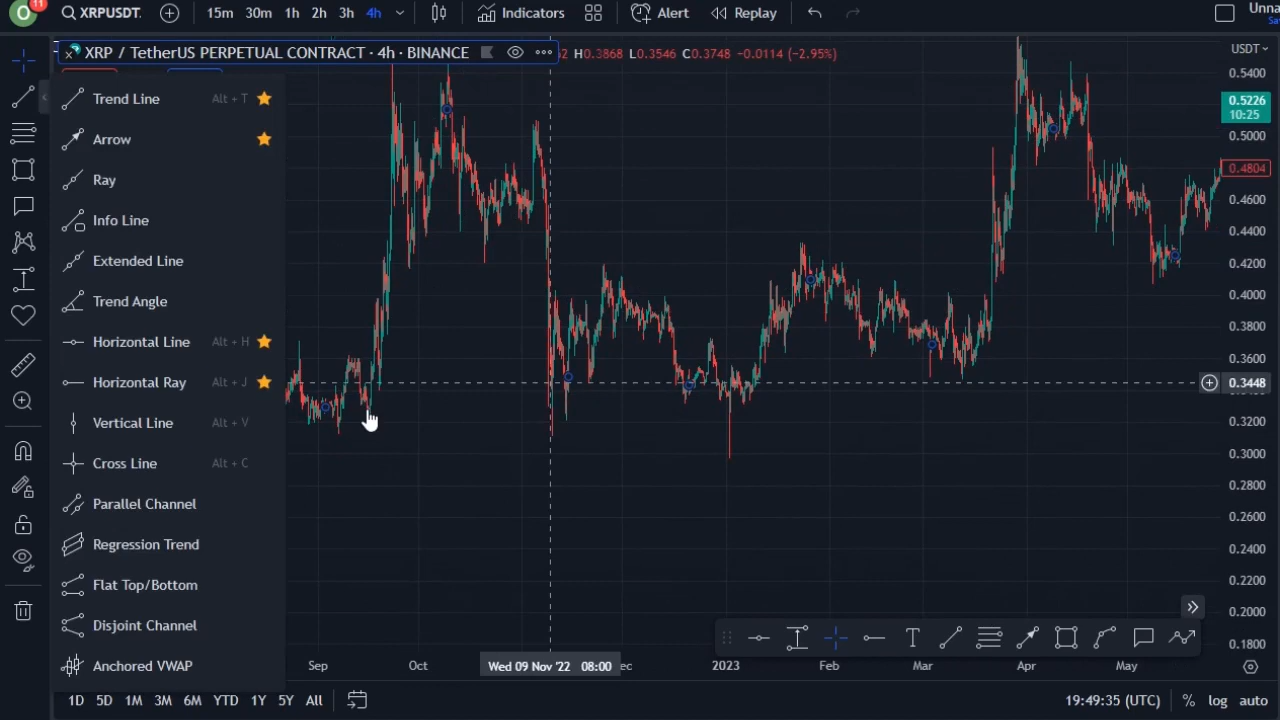 O 11 XRPUSDT. 15m 30m 1h 2h 3h 4h Indicators Alert Replay Unna
XRP / TetherUS PERPETUAL CONTRACT · 4h · BINANCE H0.3868 L0.3546 C0.3748 -0.0114 (-2.95%) USDT
Trend Line Alt + T
Arrow
Ray
Info Line
Extended Line
Trend Angle
Horizontal Line Alt + H
Horizontal Ray Alt + J
Vertical Line Alt + V
Cross Line Alt + C
Parallel Channel
Regression Trend
Flat Top/Bottom
Disjoint Channel
Anchored VWAP
0.5400
0.5226
10:25
0.5000
0.4804
0.4600
0.4400
0.4200
0.4000
0.3800
0.3600
0.3448
0.3200
0.3000
0.2800
0.2600
0.2400
0.2200
0.2000
0.1800
T
Sep Oct Wed 09 Nov '22 08:00 2023 Feb Mar Apr May
1D 5D 1M 3M 6M YTD 1Y 5Y All 19:49:35 (UTC) % log auto